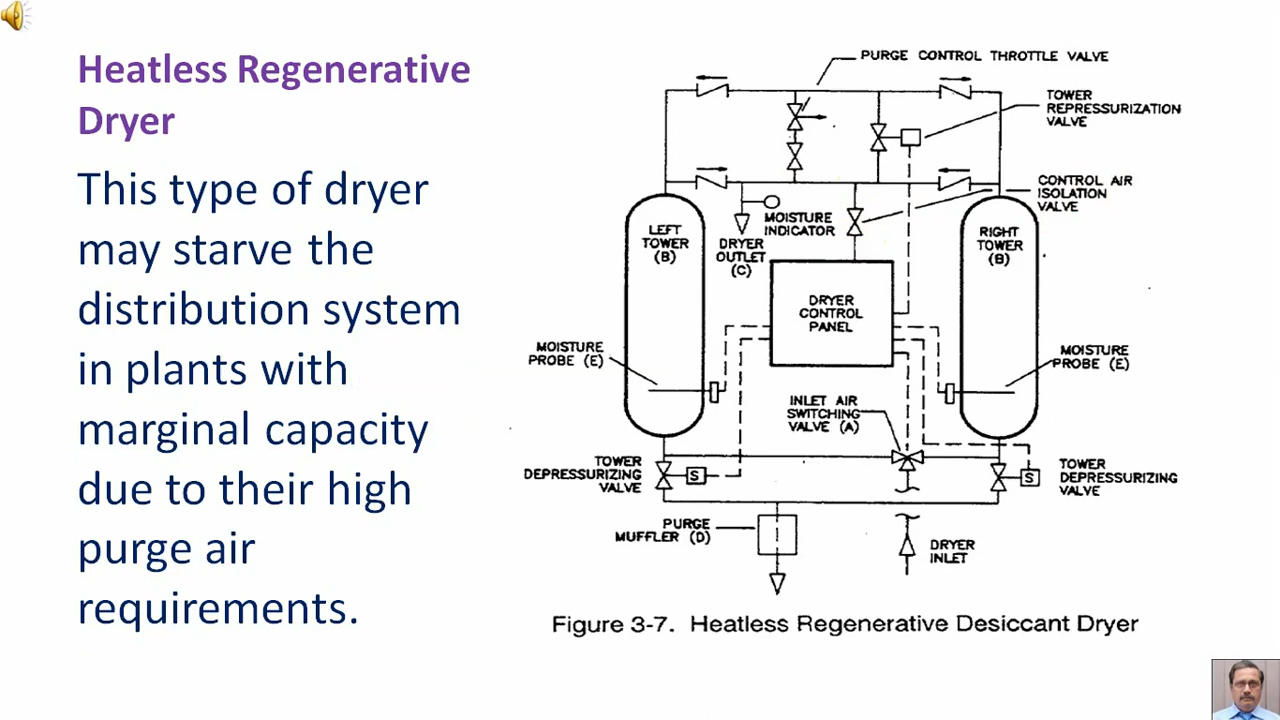 Heatless Regenerative
Dryer
This type of dryer
may starve the
distribution system
in plants with
marginal capacity
due to their high
purge air
requirements.
PURGE CONTROL THROTTLE VALVE
TOWER
REPRESSURIZATION
VALVE
CONTROL AIR
ISOLATION
VALVE
MOISTURE
INDICATOR
LEFT
TOWER
(B)
DRYER
OUTLET
(C)
RIGHT
TOWER
(B)
DRYER
CONTROL
PANEL
MOISTURE
PROBE (E)
MOISTURE
PROBE (E)
INLET AIR
SWITCHING
VALVE (A)
TOWER
DEPRESSURIZING
VALVE
S
S
TOWER
DEPRESSURIZING
VALVE
PURGE
MUFFLER (D)
DRYER
INLET
Figure 3-7. Heatless Regenerative Desiccant Dryer